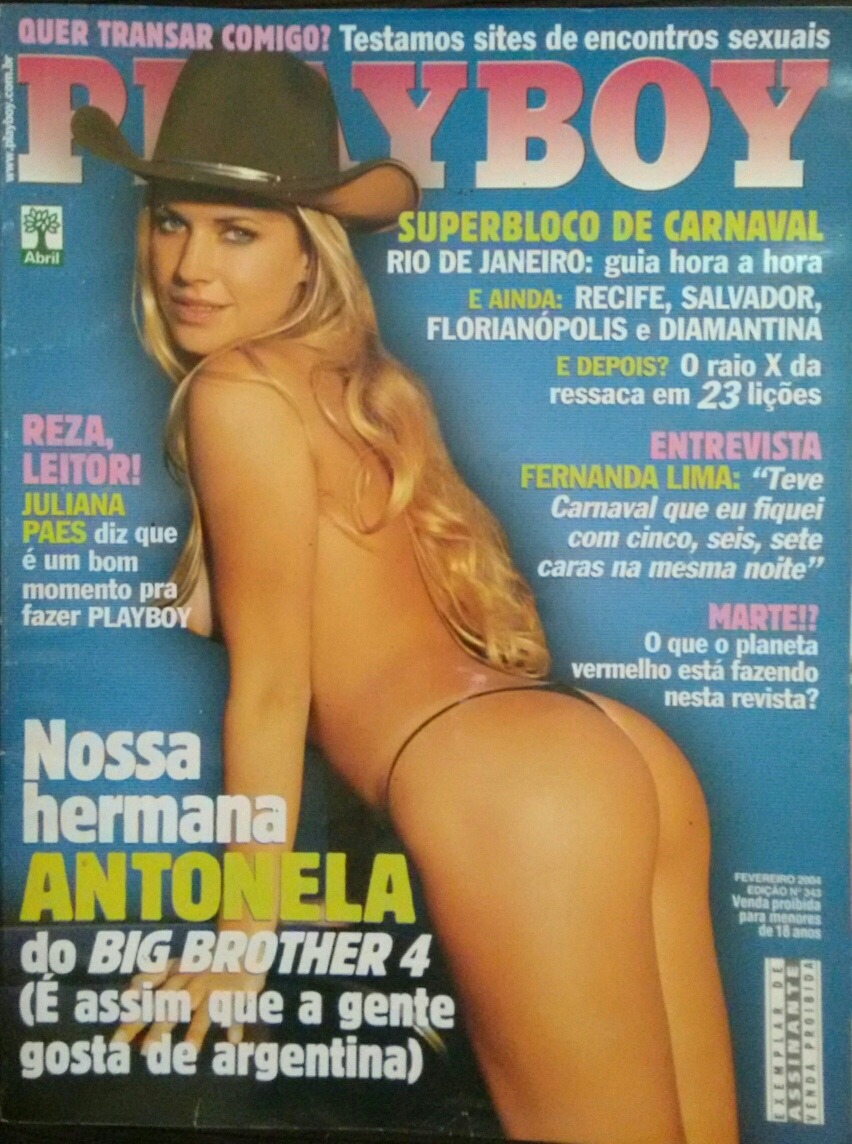 QUER TRANSAR COMIGO? Testamos sites de encontros sexuais
www.playboy.com.br
PLAYBOY
Abril
SUPERBLOCO DE CARNAVAL
RIO DE JANEIRO: guia hora a hora
E AINDA: RECIFE, SALVADOR,
FLORIANÓPOLIS e DIAMANTINA
E DEPOIS? O raio X da
ressaca em 23 lições
REZA,
LEITOR!
JULIANA
PAES diz que
é um bom
momento pra
fazer PLAYBOY
ENTREVISTA
FERNANDA LIMA: “Teve
Carnaval que eu fiquei
com cinco, seis, sete
caras na mesma noite”
MARTE!?
O que o planeta
vermelho está fazendo
nesta revista?
Nossa
hermana
ANTONELA
do BIG BROTHER 4
(É assim que a gente
gosta de argentina)
FEVEREIRO 2004
EDIÇÃO Nº 343
Venda proibida
para menores
de 18 anos
EXEMPLAR DE
ASSINANTE
VENDA PROIBIDA